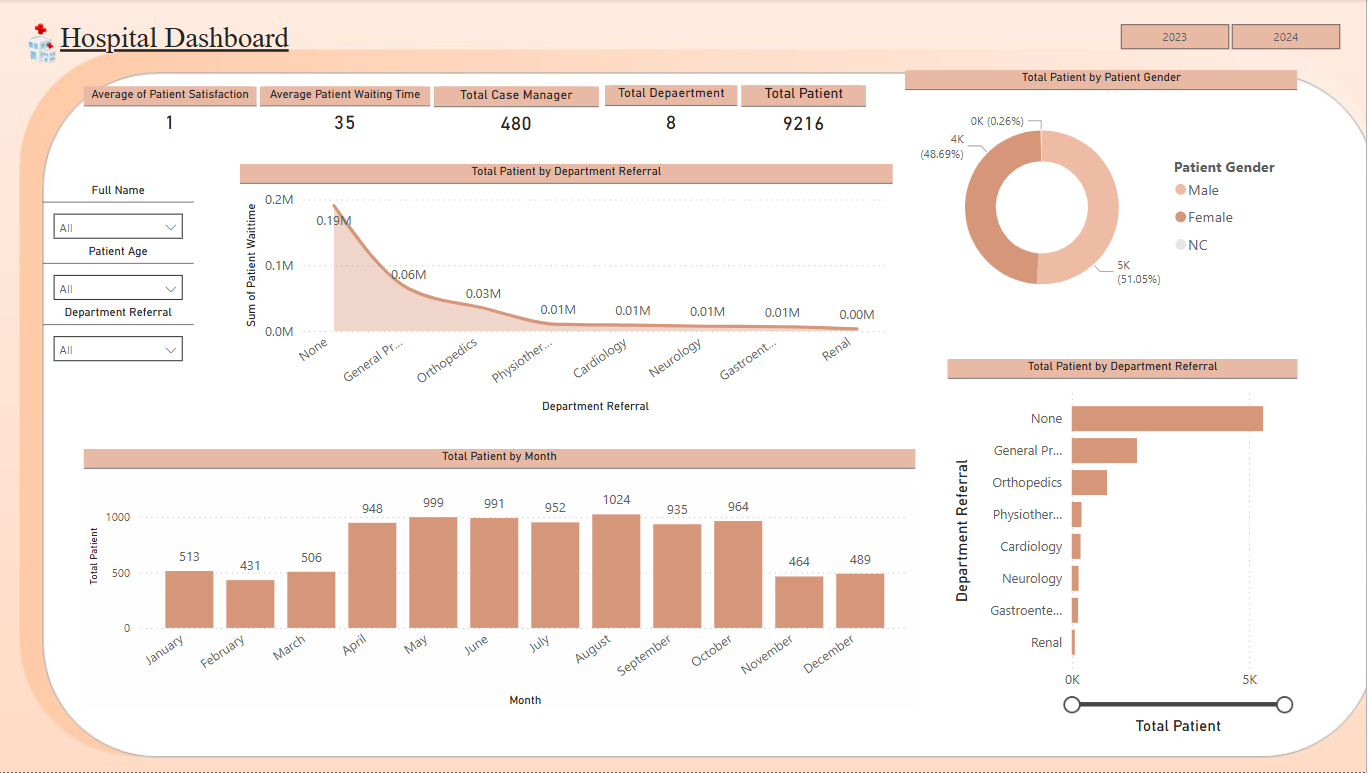 Hospital Dashboard
2023
2024
Average of Patient Satisfaction
1
Average Patient Waiting Time
35
Total Case Manager
480
Total Depaertment
8
Total Patient
9216
Full Name
All
Patient Age
All
Department Referral
All
Total Patient by Department Referral
Sum of Patient Waittime
0.2M
0.1M
0.0M
0.19M
0.06M
0.03M
0.01M
0.01M
0.01M
0.01M
0.00M
None
General Pr...
Orthopedics
Physiother...
Cardiology
Neurology
Gastroent...
Renal
Department Referral
Total Patient by Patient Gender
0K (0.26%)
4K
(48.69%)
5K
(51.05%)
Patient Gender
Male
Female
NC
Total Patient by Month
Total Patient
1000
500
0
513
431
506
948
999
991
952
1024
935
964
464
489
January
February
March
April
May
June
July
August
September
October
November
December
Month
Total Patient by Department Referral
Department Referral
None
General Pr...
Orthopedics
Physiother...
Cardiology
Neurology
Gastroente...
Renal
0K
5K
Total Patient